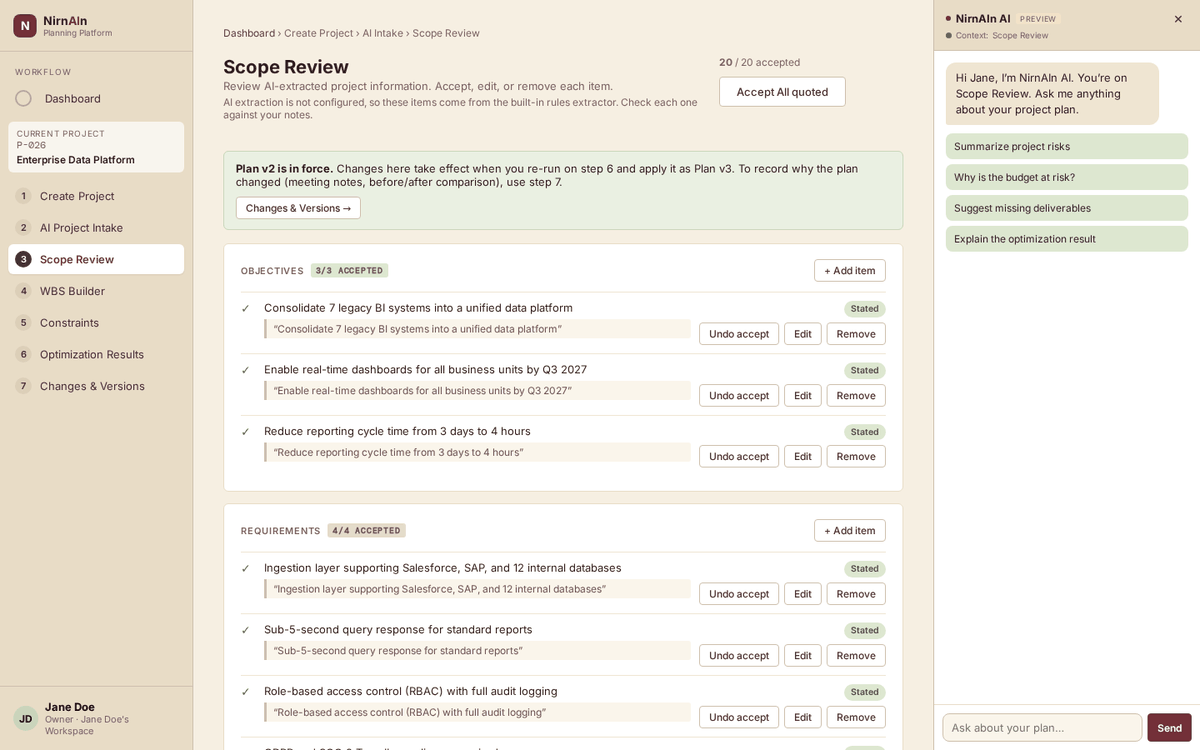 N
NirnAIn
Planning Platform
WORKFLOW
Dashboard
CURRENT PROJECT
P-026
Enterprise Data Platform
1 Create Project
2 AI Project Intake
3 Scope Review
4 WBS Builder
5 Constraints
6 Optimization Results
7 Changes & Versions
JD
Jane Doe
Owner · Jane Doe's
Workspace
Dashboard › Create Project › AI Intake › Scope Review
Scope Review
Review AI-extracted project information. Accept, edit, or remove each item.
AI extraction is not configured, so these items come from the built-in rules extractor. Check each one
against your notes.
20 / 20 accepted
Accept All quoted
Plan v2 is in force. Changes here take effect when you re-run on step 6 and apply it as Plan v3. To record why the plan
changed (meeting notes, before/after comparison), use step 7.
Changes & Versions →
OBJECTIVES 3/3 ACCEPTED + Add item
✓ Consolidate 7 legacy BI systems into a unified data platform Stated
“Consolidate 7 legacy BI systems into a unified data platform” Undo accept Edit Remove
✓ Enable real-time dashboards for all business units by Q3 2027 Stated
“Enable real-time dashboards for all business units by Q3 2027” Undo accept Edit Remove
✓ Reduce reporting cycle time from 3 days to 4 hours Stated
“Reduce reporting cycle time from 3 days to 4 hours” Undo accept Edit Remove
REQUIREMENTS 4/4 ACCEPTED + Add item
✓ Ingestion layer supporting Salesforce, SAP, and 12 internal databases Stated
“Ingestion layer supporting Salesforce, SAP, and 12 internal databases” Undo accept Edit Remove
✓ Sub-5-second query response for standard reports Stated
“Sub-5-second query response for standard reports” Undo accept Edit Remove
✓ Role-based access control (RBAC) with full audit logging Stated
“Role-based access control (RBAC) with full audit logging” Undo accept Edit Remove
NirnAIn AI PREVIEW ✕
Context: Scope Review
Hi Jane, I’m NirnAIn AI. You’re on
Scope Review. Ask me anything
about your project plan.
Summarize project risks
Why is the budget at risk?
Suggest missing deliverables
Explain the optimization result
Ask about your plan... Send